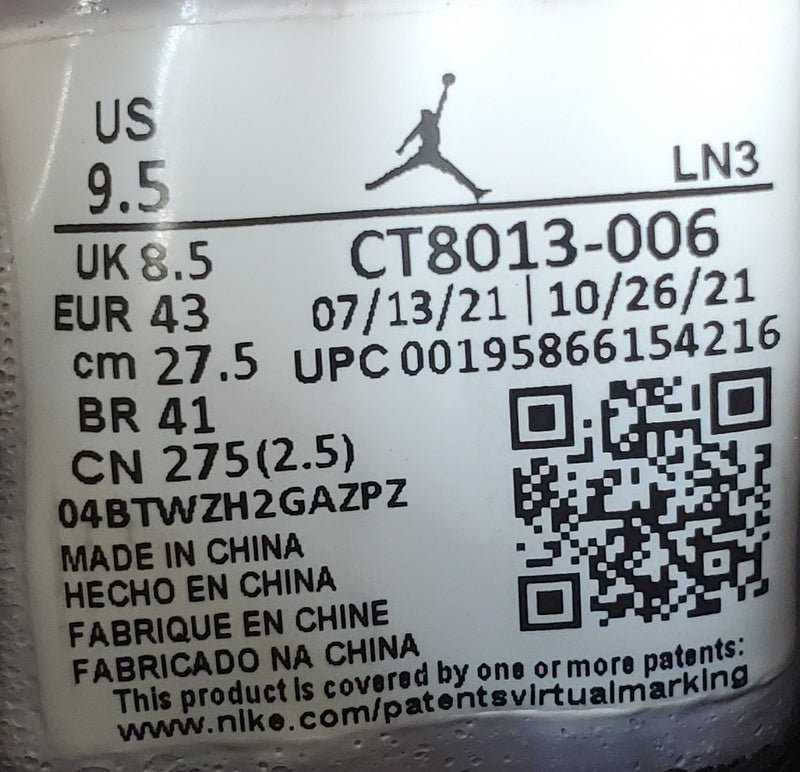 US
9.5
LN3
UK 8.5
CT8013-006
EUR 43
07/13/21 | 10/26/21
cm 27.5
UPC 00195866154216
BR 41
CN 275(2.5)
04BTWZH2GAZPZ
MADE IN CHINA
HECHO EN CHINA
FABRIQUE EN CHINE
FABRICADO NA CHINA
This product is covered by one or more patents:
www.nike.com/patentsvirtualmarking